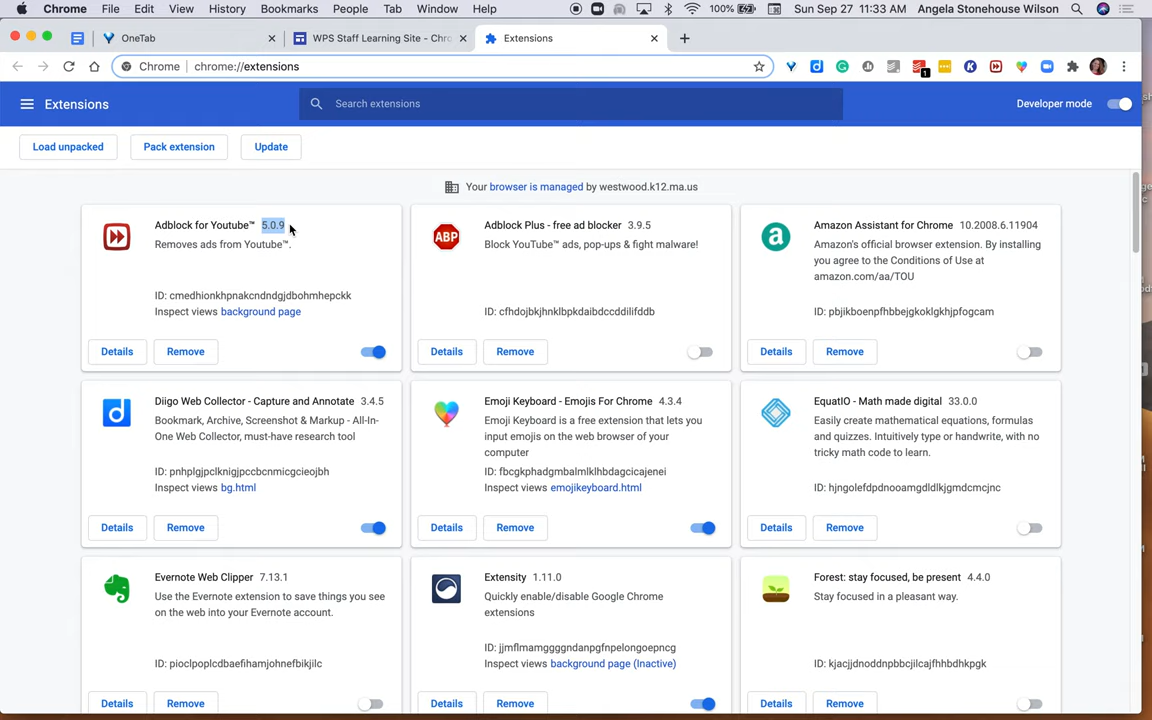 Chrome File Edit View History Bookmarks People Tab Window Help 100% Sun Sep 27 11:33 AM Angela Stonehouse Wilson
OneTab WPS Staff Learning Site - Chro Extensions
Chrome chrome://extensions 1
Extensions Search extensions Developer mode
Load unpacked Pack extension Update
Your browser is managed by westwood.k12.ma.us
Adblock for Youtube™ 5.0.9
Removes ads from Youtube™.
ID: cmedhionkhpnakcndndgjdbohmhepckk
Inspect views background page
Details Remove
ABP
Adblock Plus - free ad blocker 3.9.5
Block YouTube™ ads, pop-ups & fight malware!
ID: cfhdojbkjhnklbpkdaibdccddilifddb
Details Remove
Amazon Assistant for Chrome 10.2008.6.11904
Amazon's official browser extension. By installing
you agree to the Conditions of Use at
amazon.com/aa/TOU
ID: pbjikboenpfhbbejgkoklgkhjpfogcam
Details Remove
Diigo Web Collector - Capture and Annotate 3.4.5
Bookmark, Archive, Screenshot & Markup - All-In-
One Web Collector, must-have research tool
ID: pnhplgjpclknigjpccbcnmicgcieojbh
Inspect views bg.html
Details Remove
Emoji Keyboard - Emojis For Chrome 4.3.4
Emoji Keyboard is a free extension that lets you
input emojis on the web browser of your
computer
ID: fbcgkphadgmbalmlklhbdagcicajenei
Inspect views emojikeyboard.html
Details Remove
EquatIO - Math made digital 33.0.0
Easily create mathematical equations, formulas
and quizzes. Intuitively type or handwrite, with no
tricky math code to learn.
ID: hjngolefdpdnooamgdldlkjgmdcmcjnc
Details Remove
Evernote Web Clipper 7.13.1
Use the Evernote extension to save things you see
on the web into your Evernote account.
ID: pioclpoplcdbaefihamjohnefbikjilc
Details Remove
Extensity 1.11.0
Quickly enable/disable Google Chrome
extensions
ID: jjmflmamggggndanpgfnpelongoepncg
Inspect views background page (Inactive)
Details Remove
Forest: stay focused, be present 4.4.0
Stay focused in a pleasant way.
ID: kjacjjdnoddnpbbcjilcajfhhbdhkpgk
Details Remove